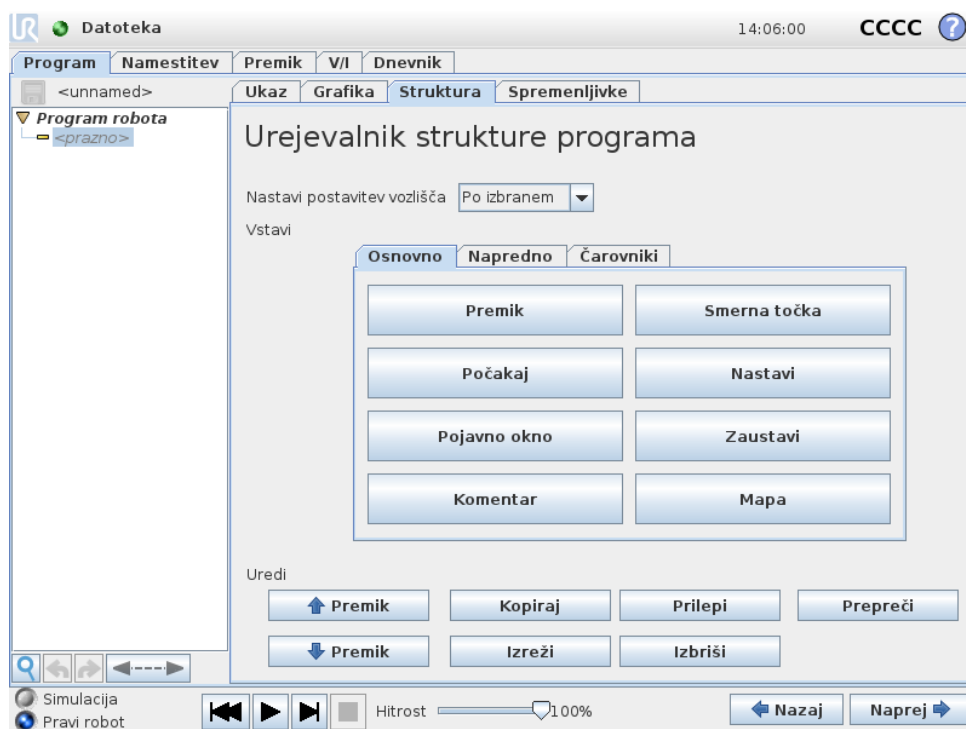 UR Datoteka 14:06:00 CCCC ?
Program Namestitev Premik V/I Dnevnik
<unnamed> Ukaz Grafika Struktura Spremenljivke
Program robota
<prazno>
Urejevalnik strukture programa
Nastavi postavitev vozlišča Po izbranem
Vstavi
Osnovno Napredno Čarovniki
Premik Smerna točka
Počakaj Nastavi
Pojavno okno Zaustavi
Komentar Mapa
Uredi
Premik Kopiraj Prilepi Prepreči
Premik Izreži Izbriši
Simulacija
Pravi robot
Hitrost 100% Nazaj Naprej